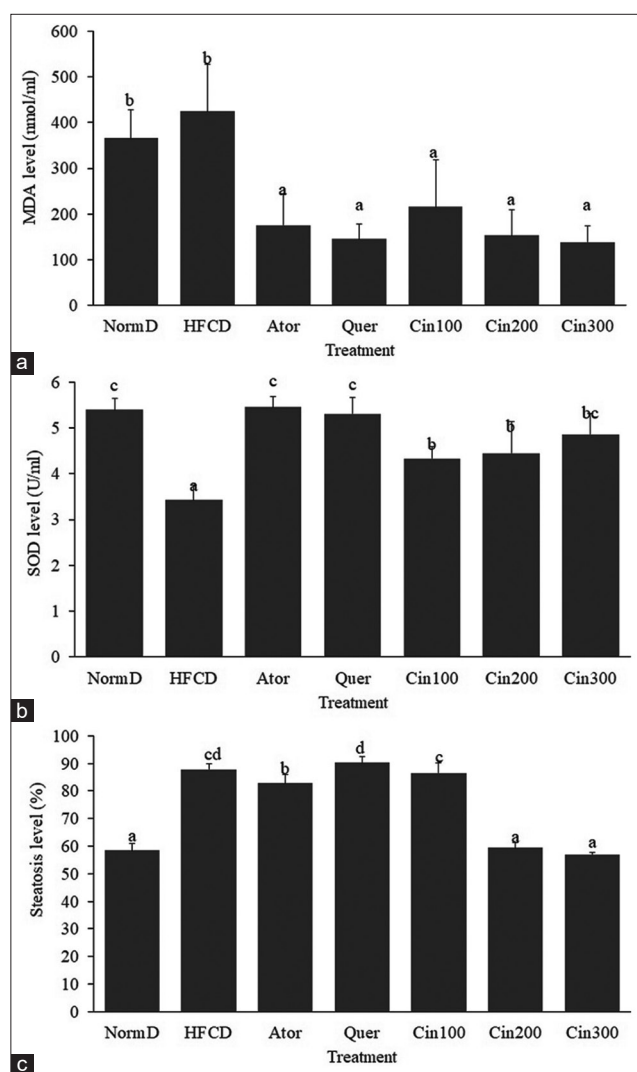 600
500
400
300
200
100
0
MDA level (nmol/ml)
b
b
a
a
a
a
a
NormD HFCD Ator Quer Cin100 Cin200 Cin300
Treatment
a
6
5
4
3
2
1
0
SOD level (U/ml)
c
a
c
c
b
b
bc
NormD HFCD Ator Quer Cin100 Cin200 Cin300
Treatment
b
100
90
80
70
60
50
40
30
20
10
0
Steatosis level (%)
a
cd
b
d
c
a
a
NormD HFCD Ator Quer Cin100 Cin200 Cin300
Treatment
c